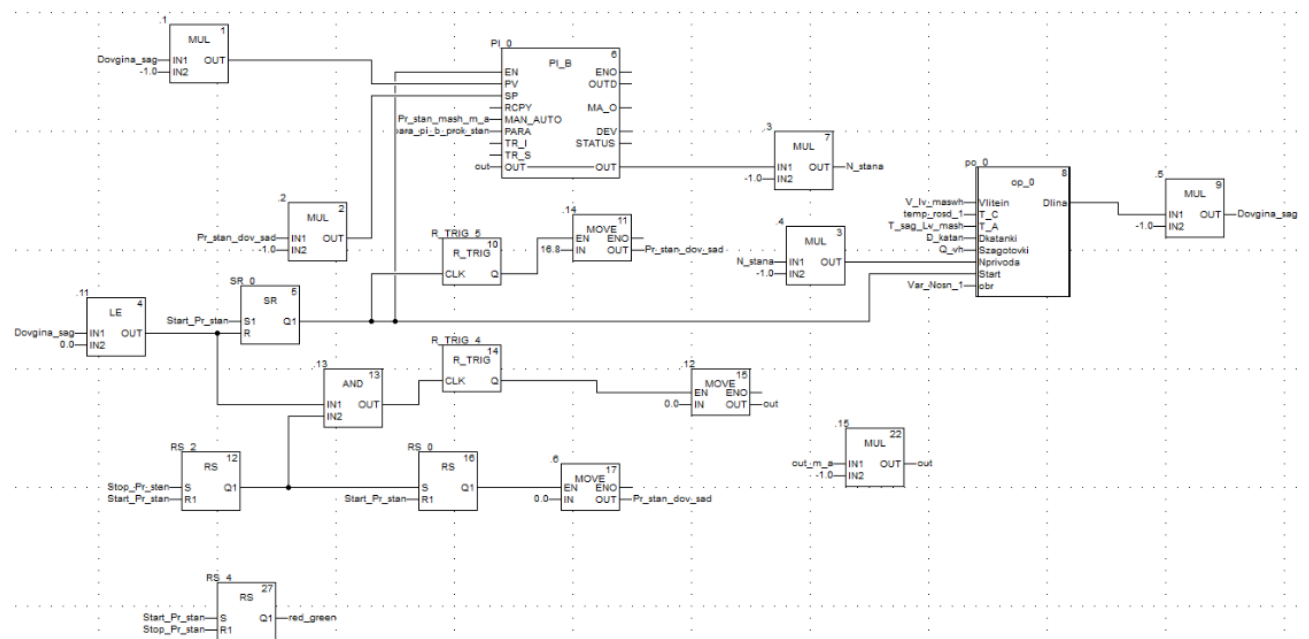 .1
MUL 1
Dovgina_sag IN1 OUT
-1.0 IN2
PI_0
6
PI_B
EN ENO
PV OUTD
SP
RCPY MA_O
Pr_stan_mash_m_a MAN_AUTO
para_pi_b_prok_stan PARA DEV
TR_I STATUS
TR_S
out OUT OUT
.3
7
MUL
IN1 OUT N_stana
-1.0 IN2
po_0
8
op_0
V_lv_maswh Vlitein Dlina
temp_rosd_1 T_C
T_sag_Lv_mash T_A
D_katan Dkatanki
Q_vh Szagotovki
Nprivoda
Start
Var_Nosn_1 obr
.5
9
MUL
IN1 OUT Dovgina_sag
-1.0 IN2
.2
2
MUL
Pr_stan_dov_sad IN1 OUT
-1.0 IN2
R_TRIG_5
10
R_TRIG
CLK Q
.14
11
MOVE
EN ENO
16.8 IN OUT Pr_stan_dov_sad
.4
3
MUL
N_stana IN1 OUT
-1.0 IN2
.11
4
LE
Dovgina_sag IN1 OUT
0.0 IN2
SR_0
5
SR
Start_Pr_stan S1 Q1
R
.13
13
AND
IN1 OUT
IN2
R_TRIG_4
14
R_TRIG
CLK Q
.12
15
MOVE
EN ENO
0.0 IN OUT out
.15
22
MUL
out_m_a IN1 OUT out
-1.0 IN2
RS_2
12
RS
Stop_Pr_stan S Q1
Start_Pr_stan R1
RS_0
16
RS
S Q1
Start_Pr_stan R1
.6
17
MOVE
EN ENO
0.0 IN OUT Pr_stan_dov_sad
RS_4
27
RS
Start_Pr_stan S Q1 red_green
Stop_Pr_stan R1